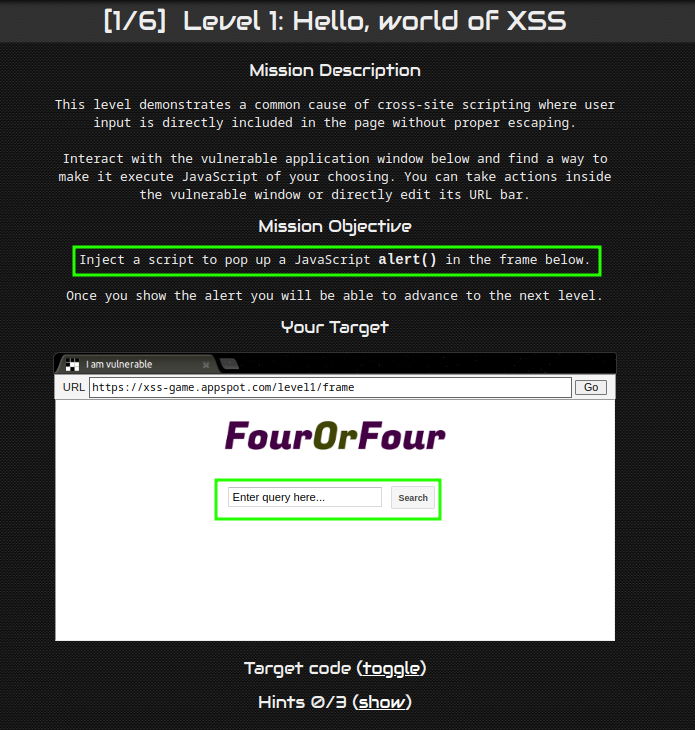 [1/6] Level 1: Hello, world of XSS
Mission Description
This level demonstrates a common cause of cross-site scripting where user
input is directly included in the page without proper escaping.
Interact with the vulnerable application window below and find a way to
make it execute JavaScript of your choosing. You can take actions inside
the vulnerable window or directly edit its URL bar.
Mission Objective
Inject a script to pop up a JavaScript alert() in the frame below.
Once you show the alert you will be able to advance to the next level.
Your Target
I am vulnerable
URL https://xss-game.appspot.com/level1/frame Go
FourOrFour
Enter query here... Search
Target code (toggle)
Hints 0/3 (show)